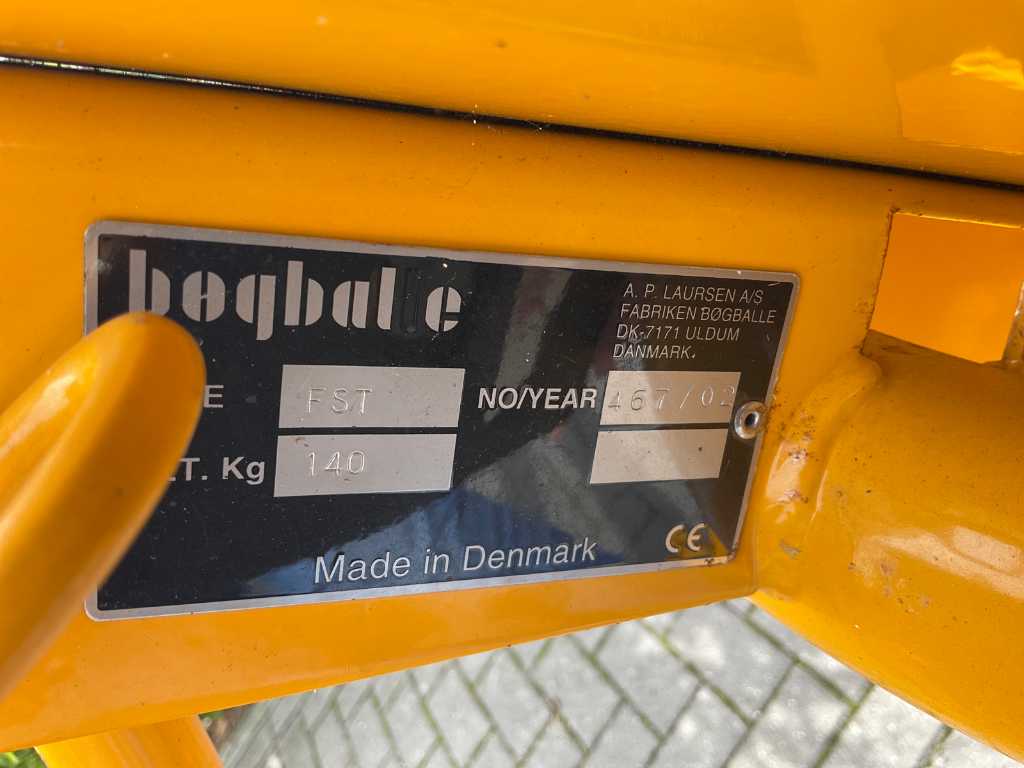 bøgballe
A. P. LAURSEN A/S
FABRIKEN BØGBALLE
DK-7171 ULDUM
DANMARK.
E FST NO/YEAR 467/02
.T. Kg 140
Made in Denmark CE